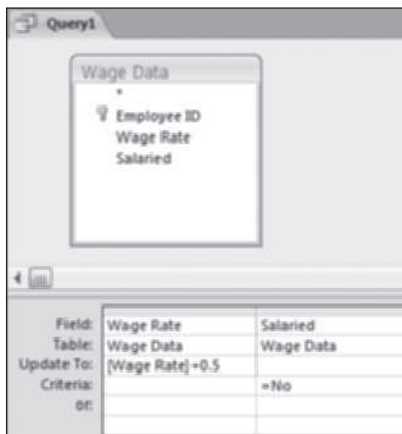 Query1
Wage Data
*
Employee ID
Wage Rate
Salaried
Field: Wage Rate Salaried
Table: Wage Data Wage Data
Update To: [Wage Rate]+0.5
Criteria: =No
or: